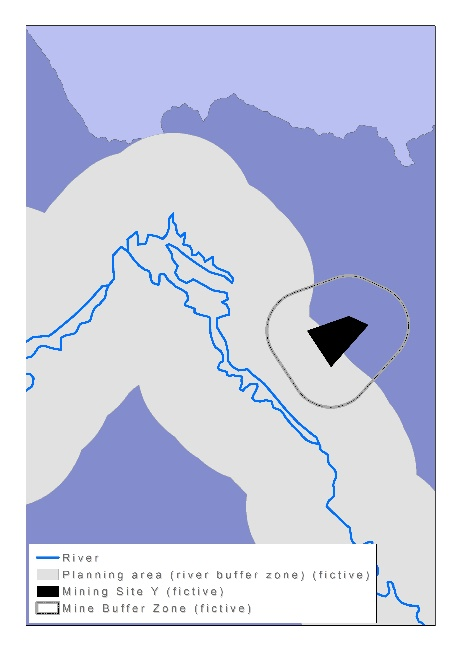 River
Planning area (river buffer zone) (fictive)
Mining Site Y (fictive)
Mine Buffer Zone (fictive)